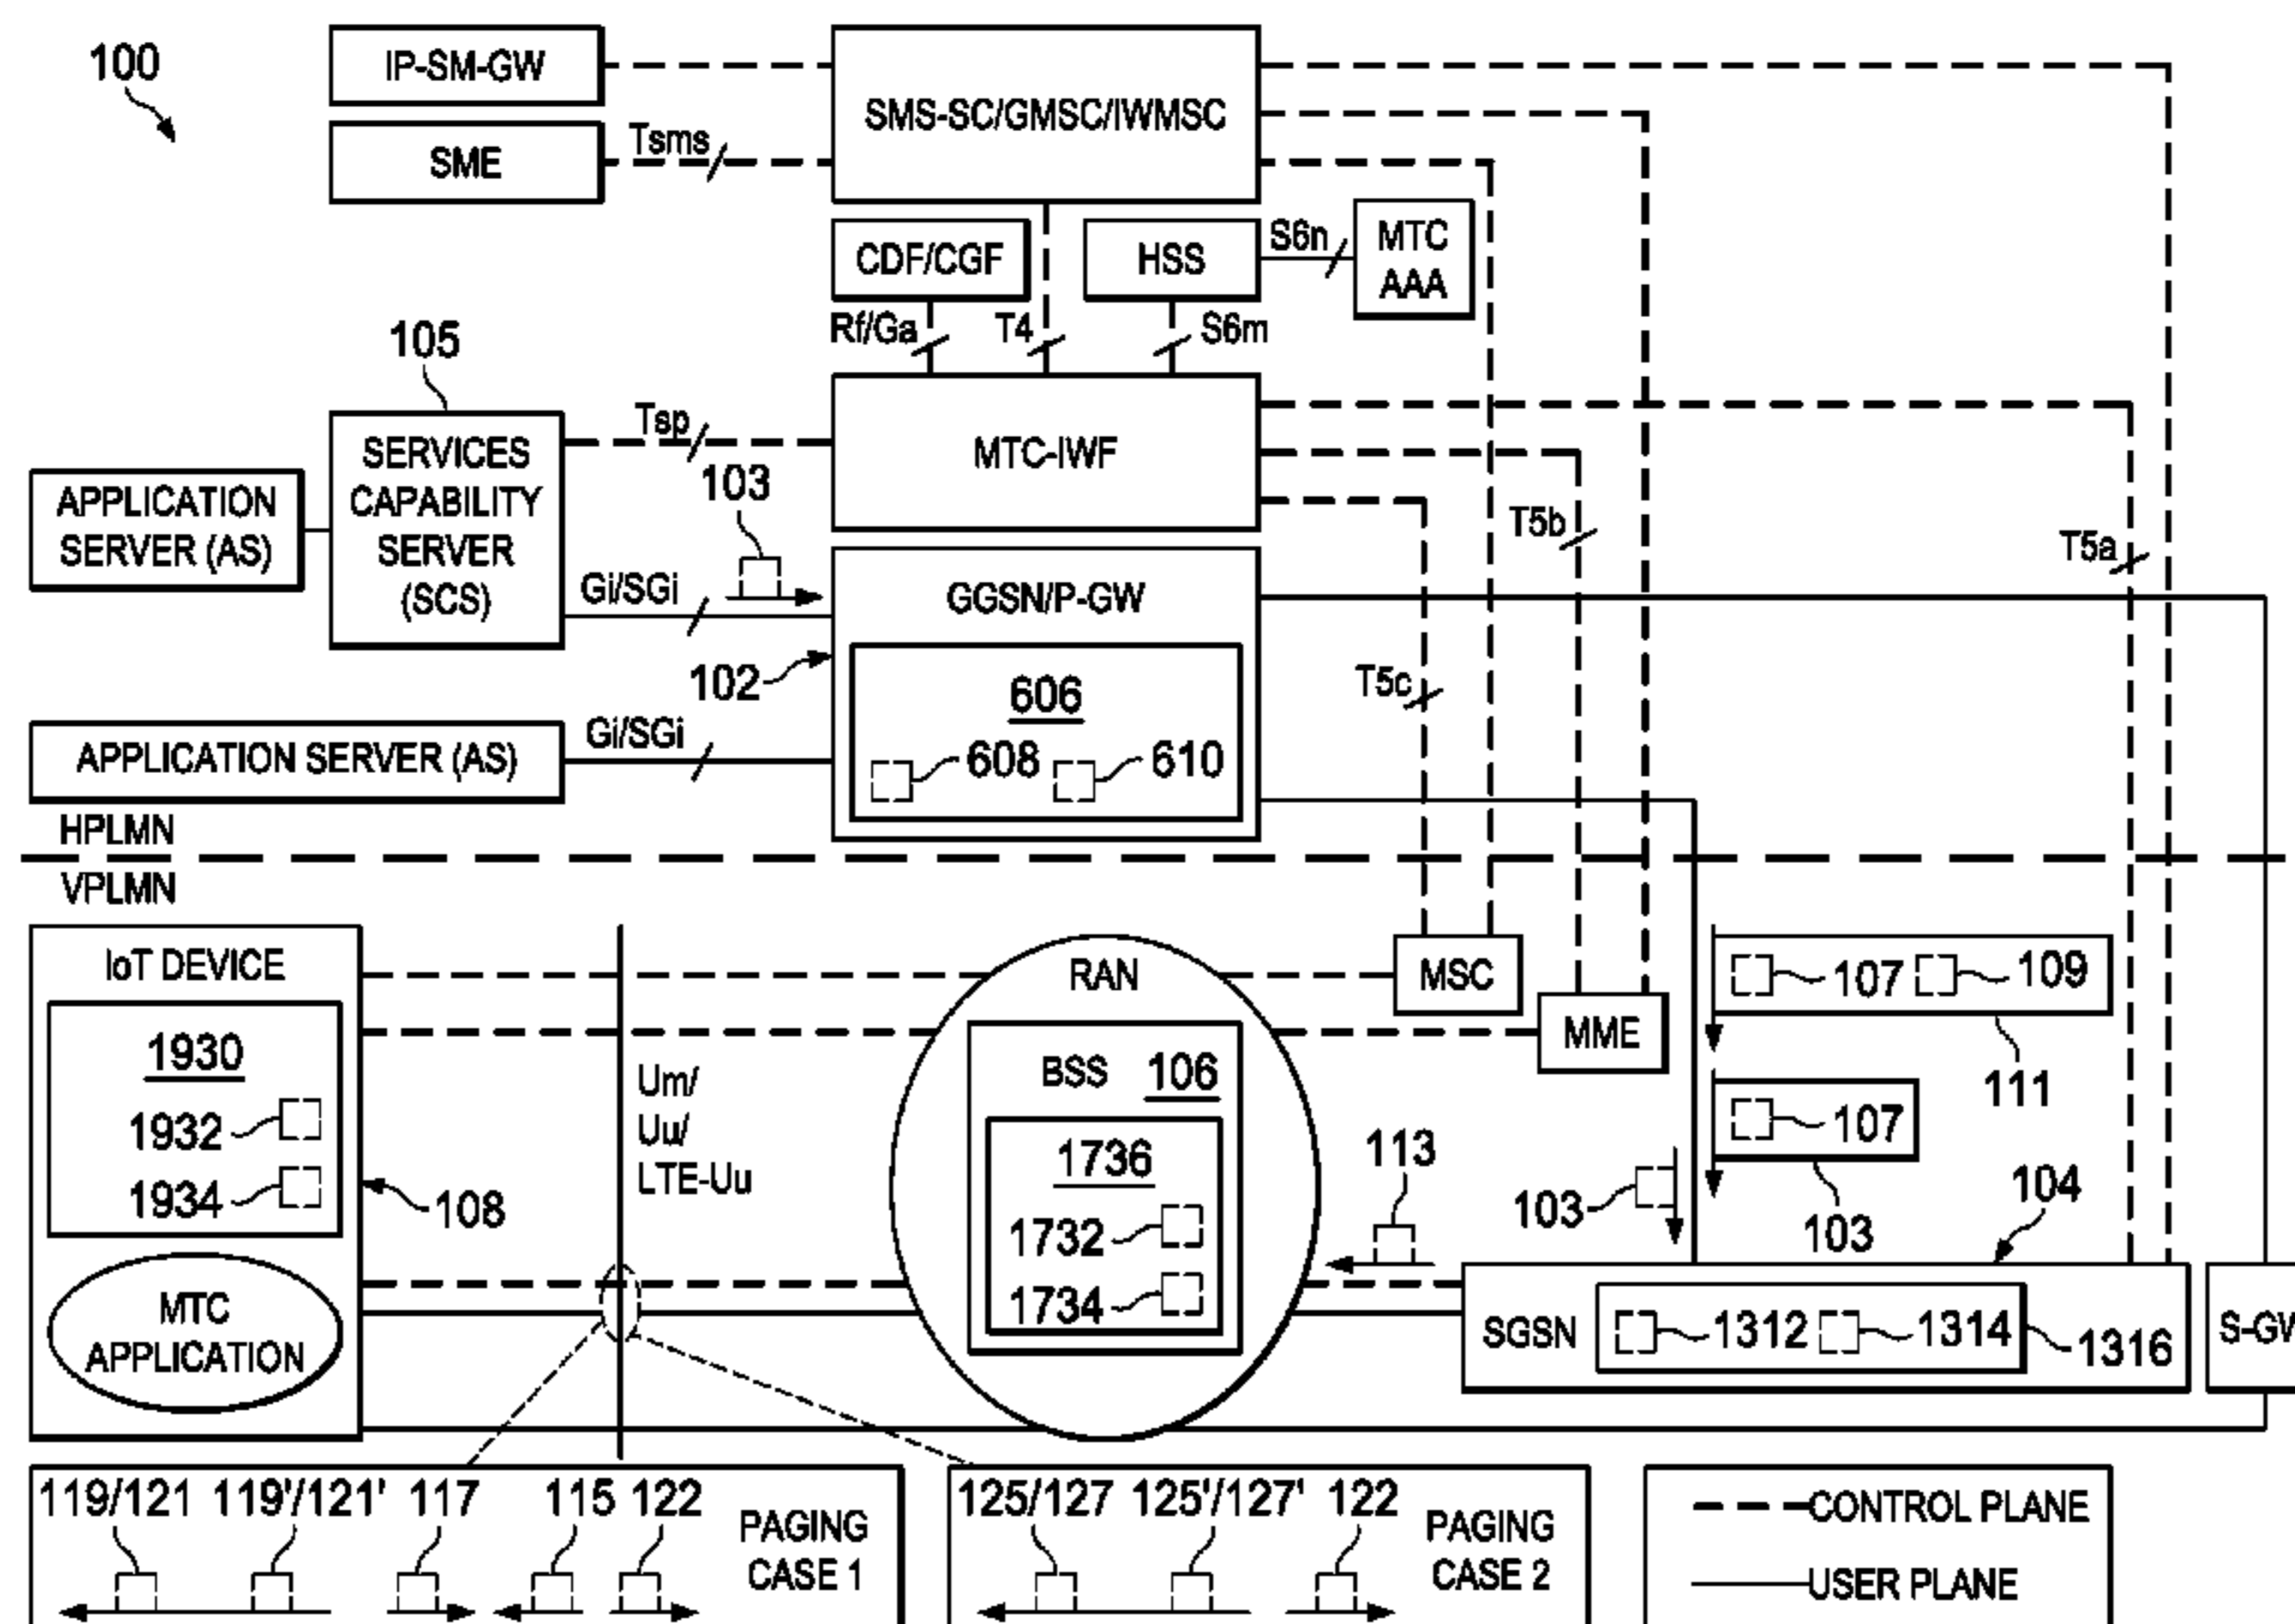 100
IP-SM-GW
SME
Tsms
SMS-SC/GMSC/IWMSC
CDF/CGF
HSS
S6n
MTC
AAA
Rf/Ga
T4
S6m
105
SERVICES
CAPABILITY
SERVER
(SCS)
APPLICATION
SERVER (AS)
Tsp
103
MTC-IWF
T5b
T5a
T5c
Gi/SGi
GGSN/P-GW
102
606
608
610
APPLICATION SERVER (AS)
Gi/SGi
HPLMN
VPLMN
IoT DEVICE
1930
1932
1934
108
MTC
APPLICATION
Um/
Uu/
LTE-Uu
RAN
BSS
106
1736
1732
1734
MSC
MME
107
109
111
107
103
103
104
113
SGSN
1312
1314
1316
S-GW
119/121
119'/121'
117
115
122
PAGING
CASE 1
125/127
125'/127'
122
PAGING
CASE 2
CONTROL PLANE
USER PLANE